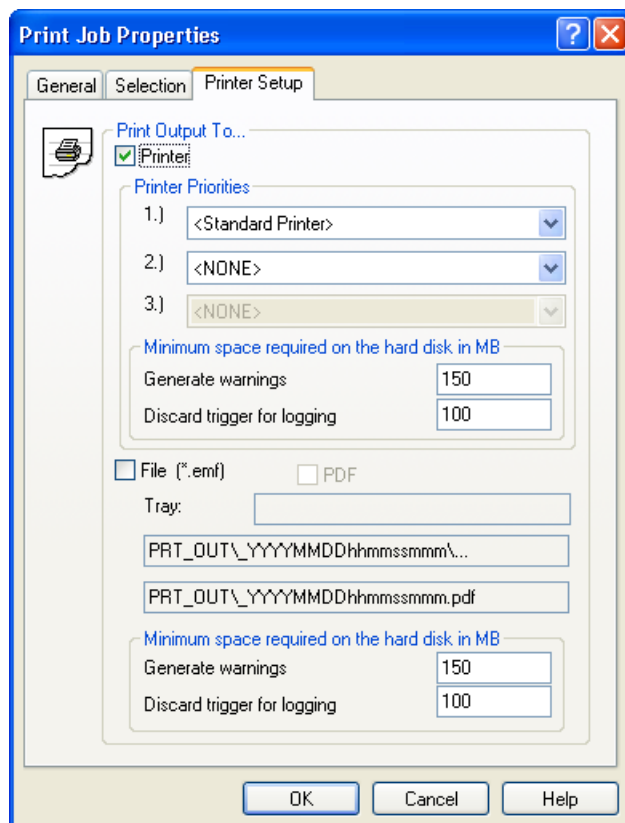 Print Job Properties
General Selection Printer Setup
Print Output To...
Printer
Printer Priorities
1.) <Standard Printer>
2.) <NONE>
3.) <NONE>
Minimum space required on the hard disk in MB
Generate warnings 150
Discard trigger for logging 100
File (*.emf) PDF
Tray:
PRT_OUT\_YYYYMMDDhhmmssmmm\...
PRT_OUT\_YYYYMMDDhhmmssmmm.pdf
Minimum space required on the hard disk in MB
Generate warnings 150
Discard trigger for logging 100
OK Cancel Help